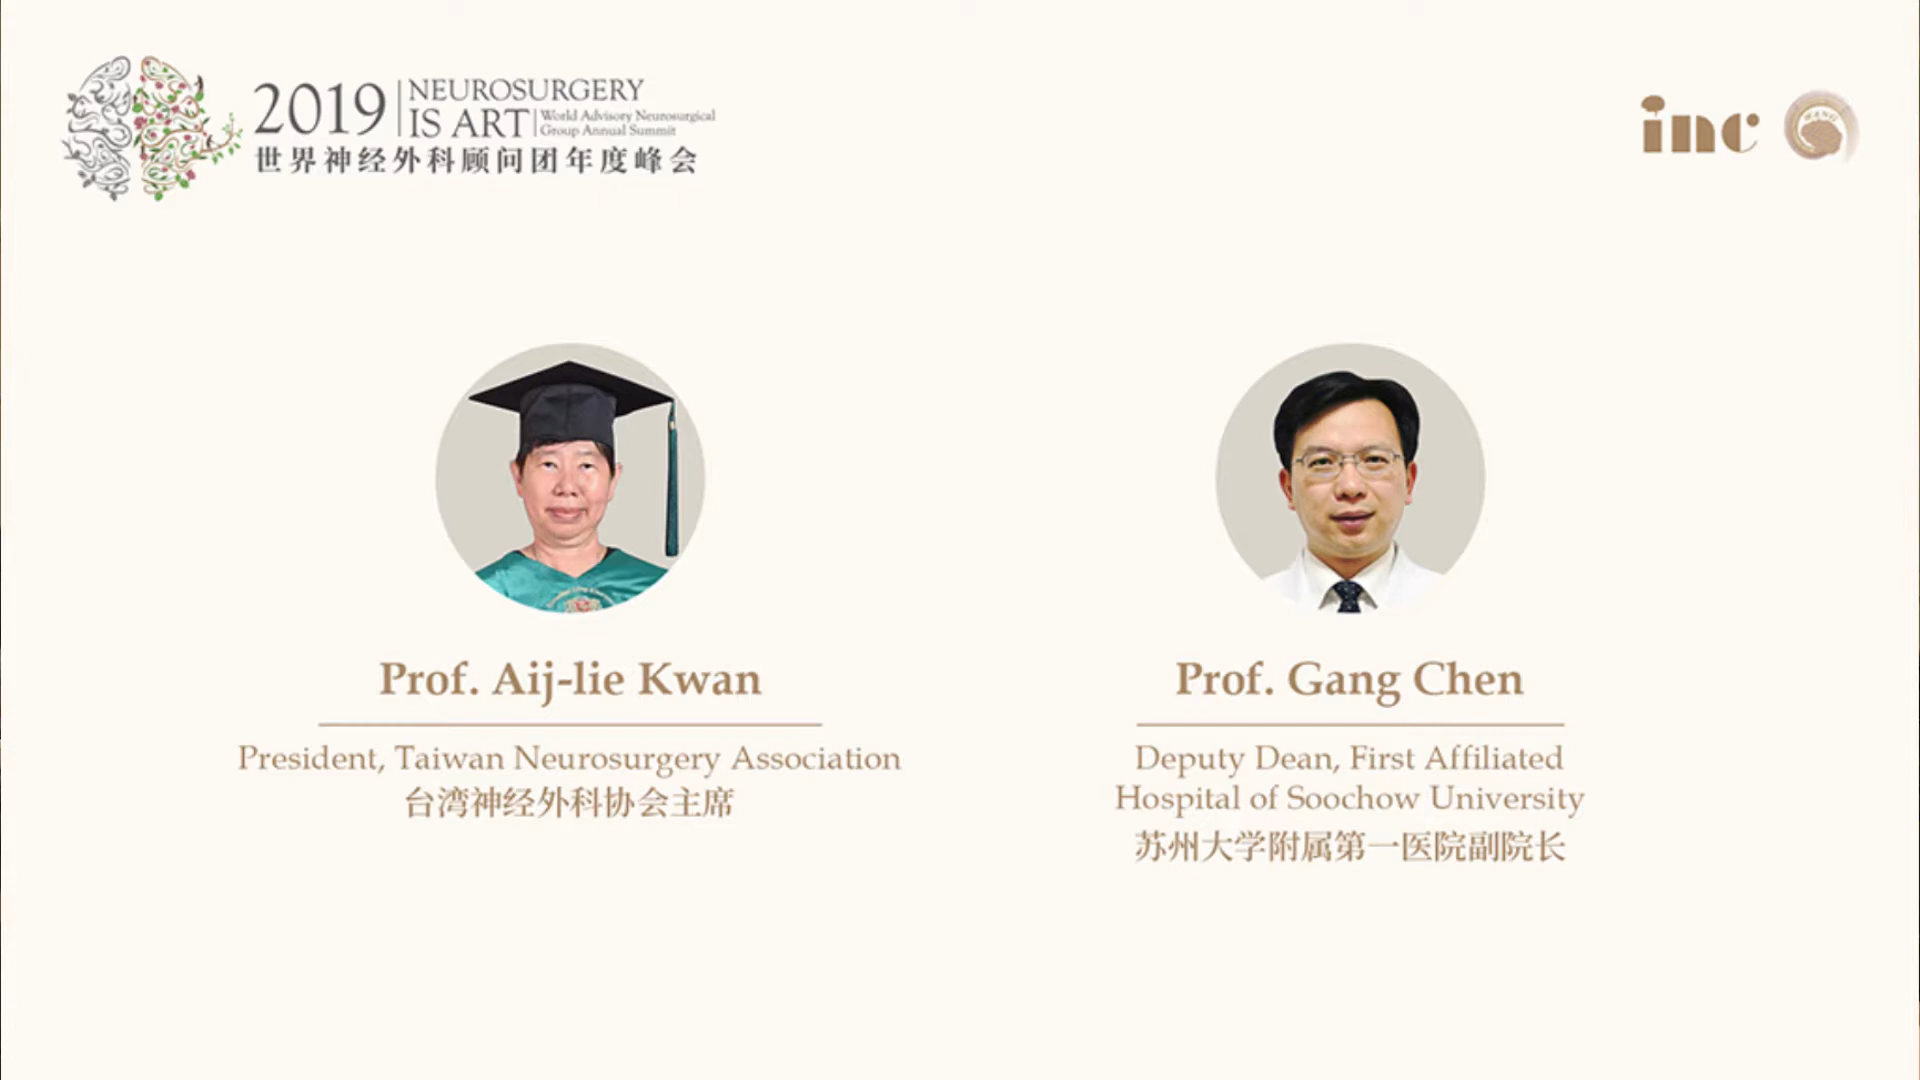 2019
NEUROSURGERY
IS ART
World Advisory Neurosurgical
Group Annual Summit
世界神经外科顾问团年度峰会
inc
WANG
Prof. Aij-lie Kwan
President, Taiwan Neurosurgery Association
台湾神经外科协会主席
Prof. Gang Chen
Deputy Dean, First Affiliated
Hospital of Soochow University
苏州大学附属第一医院副院长